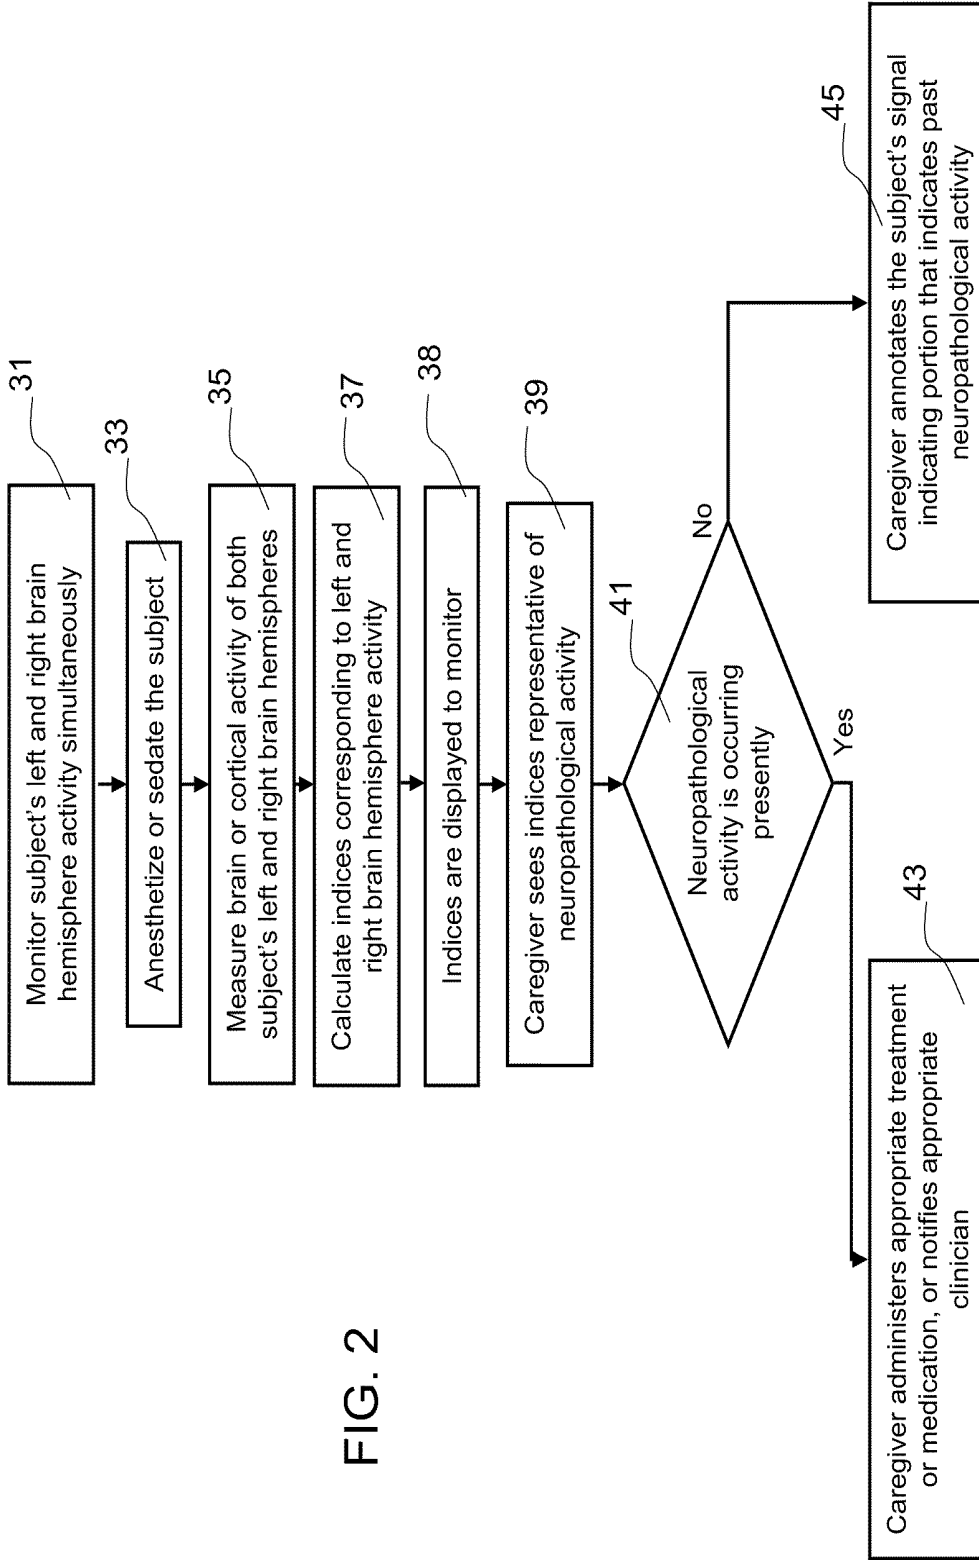 Monitor subject's left and right brain
hemisphere activity simultaneously
31
Anesthetize or sedate the subject
33
Measure brain or cortical activity of both
subject's left and right brain hemispheres
35
Calculate indices corresponding to left and
right brain hemisphere activity
37
Indices are displayed to monitor
38
Caregiver sees indices representative of
neuropathological activity
39
Neuropathological
activity is occurring
presently
41
No
Yes
Caregiver administers appropriate treatment
or medication, or notifies appropriate
clinician
43
Caregiver annotates the subject's signal
indicating portion that indicates past
neuropathological activity
45
FIG. 2